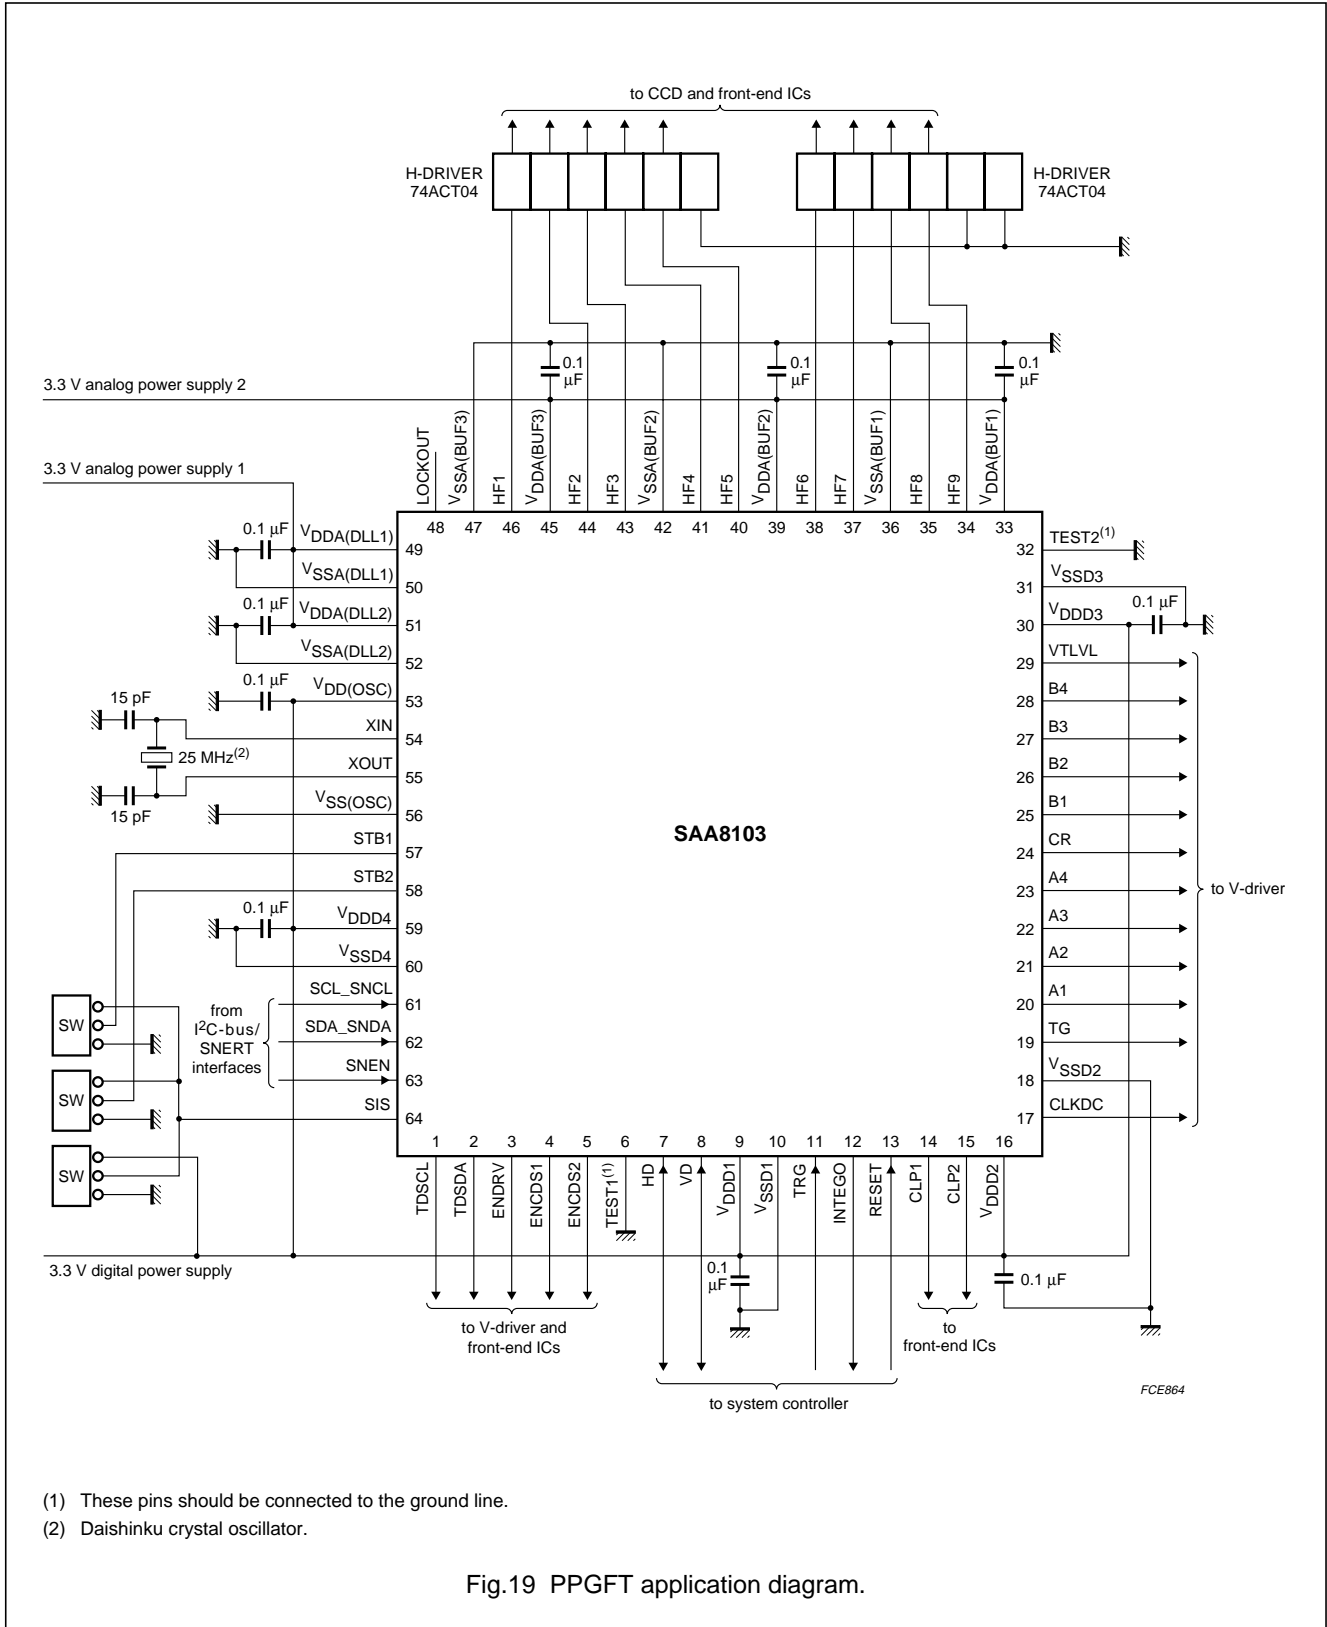 to CCD and front-end ICs
H-DRIVER
74ACT04
H-DRIVER
74ACT04
0.1
µF
0.1
µF
0.1
µF
3.3 V analog power supply 2
3.3 V analog power supply 1
LOCKOUT
VSSA(BUF3)
HF1
VDDA(BUF3)
HF2
HF3
VSSA(BUF2)
HF4
HF5
VDDA(BUF2)
HF6
HF7
VSSA(BUF1)
HF8
HF9
VDDA(BUF1)
48 47 46 45 44 43 42 41 40 39 38 37 36 35 34 33
0.1 µF
VDDA(DLL1)
49
VSSA(DLL1)
50
0.1 µF
VDDA(DLL2)
51
VSSA(DLL2)
52
0.1 µF
VDD(OSC)
53
15 pF
XIN
54
25 MHz(2)
XOUT
55
15 pF
VSS(OSC)
56
STB1
57
STB2
58
0.1 µF
VDDD4
59
VSSD4
60
SCL_SNCL
61
from
I2C-bus/
SNERT
interfaces
SDA_SNDA
62
SNEN
63
SIS
64
SW
SW
SW
SAA8103
32
TEST2(1)
31
VSSD3
30
VDDD3
0.1 µF
29
VTLVL
28
B4
27
B3
26
B2
25
B1
24
CR
23
A4
22
A3
21
A2
20
A1
19
TG
18
VSSD2
17
CLKDC
to V-driver
1 2 3 4 5 6 7 8 9 10 11 12 13 14 15 16
TDSCL
TDSDA
ENDRV
ENCDS1
ENCDS2
TEST1(1)
HD
VD
VDDD1
VSSD1
TRG
INTEGO
RESET
CLP1
CLP2
VDDD2
3.3 V digital power supply
0.1
µF
0.1 µF
to V-driver and
front-end ICs
to
front-end ICs
to system controller
FCE864
(1) These pins should be connected to the ground line.
(2) Daishinku crystal oscillator.
Fig.19 PPGFT application diagram.